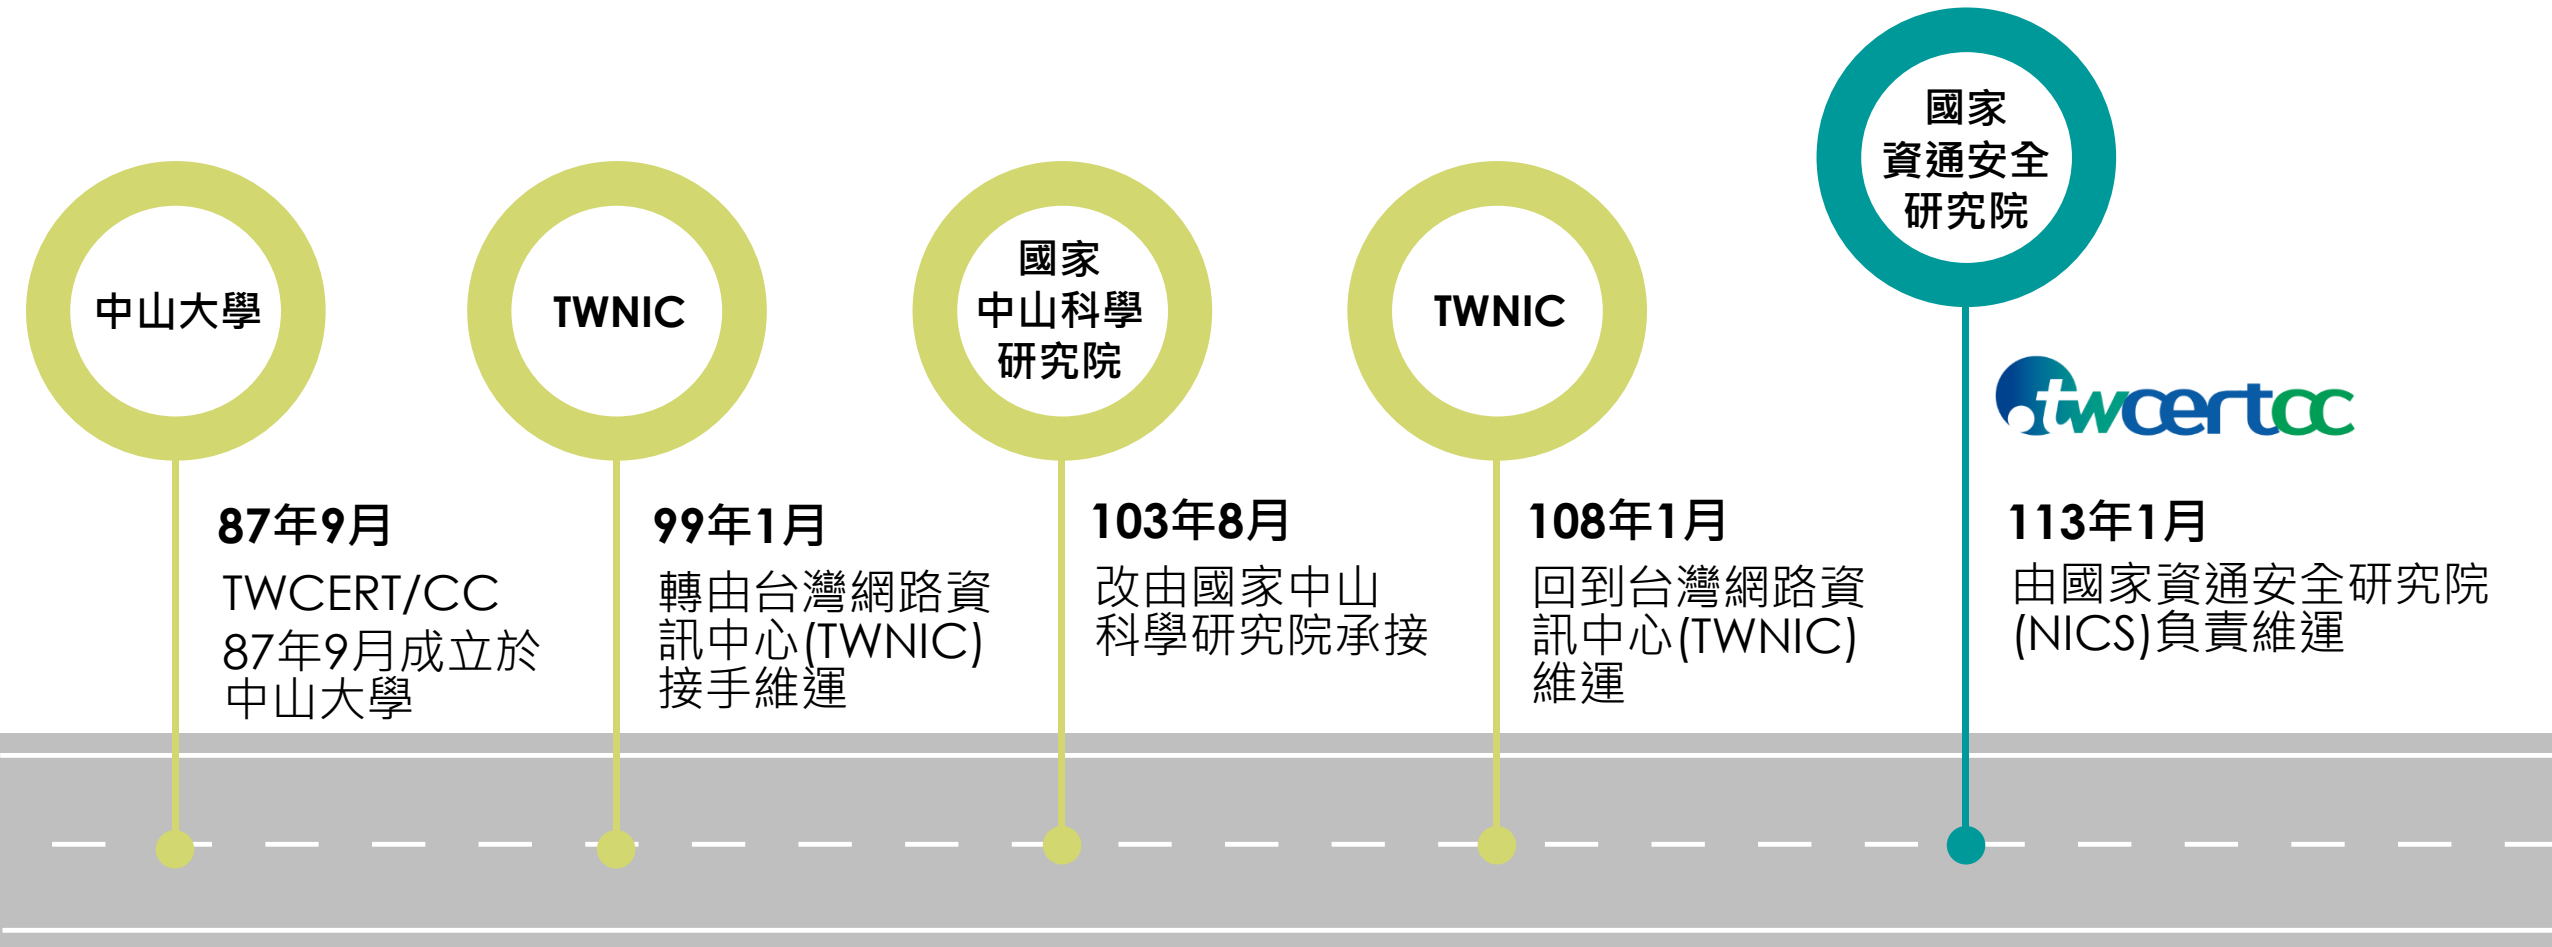 中山大學
87年9月
TWCERT/CC
87年9月成立於
中山大學
TWNIC
99年1月
轉由台灣網路資
訊中心(TWNIC)
接手維運
國家
中山科學
研究院
103年8月
改由國家中山
科學研究院承接
TWNIC
108年1月
回到台灣網路資
訊中心(TWNIC)
維運
國家
資通安全
研究院
twcertcc
113年1月
由國家資通安全研究院
(NICS)負責維運